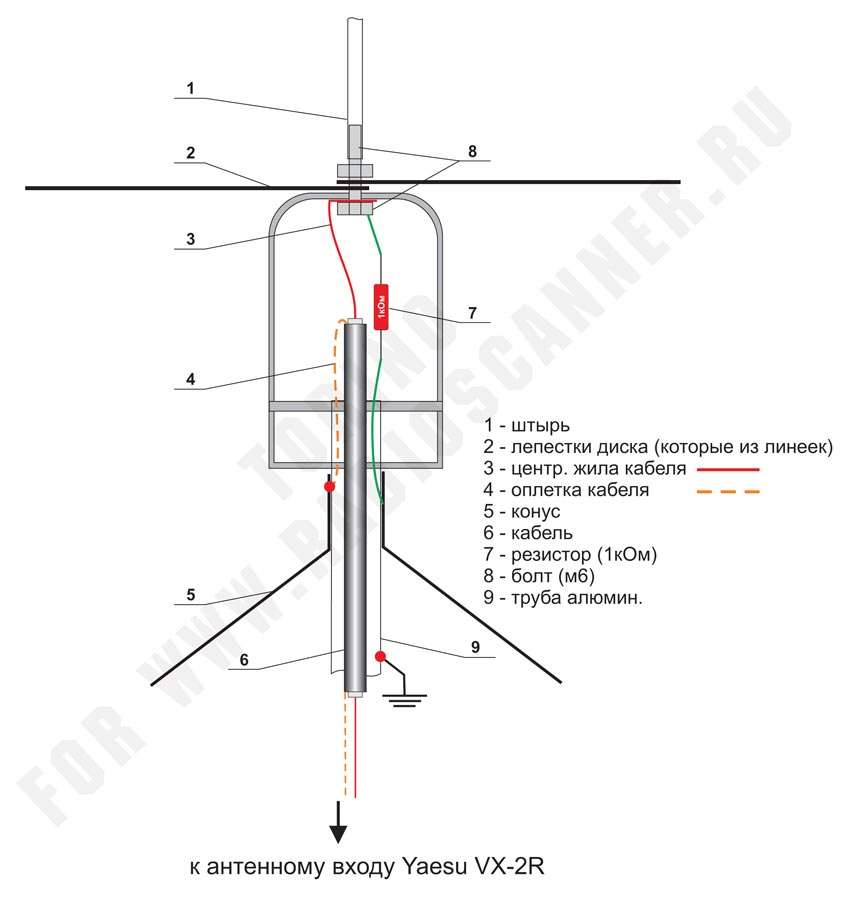 1
2
8
3
1кОм
7
4
1 - штырь
2 - лепестки диска (которые из линеек)
3 - центр. жила кабеля
4 - оплетка кабеля
5 - конус
6 - кабель
7 - резистор (1кОм)
8 - болт (м6)
9 - труба алюмин.
5
6
9
к антенному входу Yaesu VX-2R
FOR WWW.RADIOSCANNER.RU
TORINO